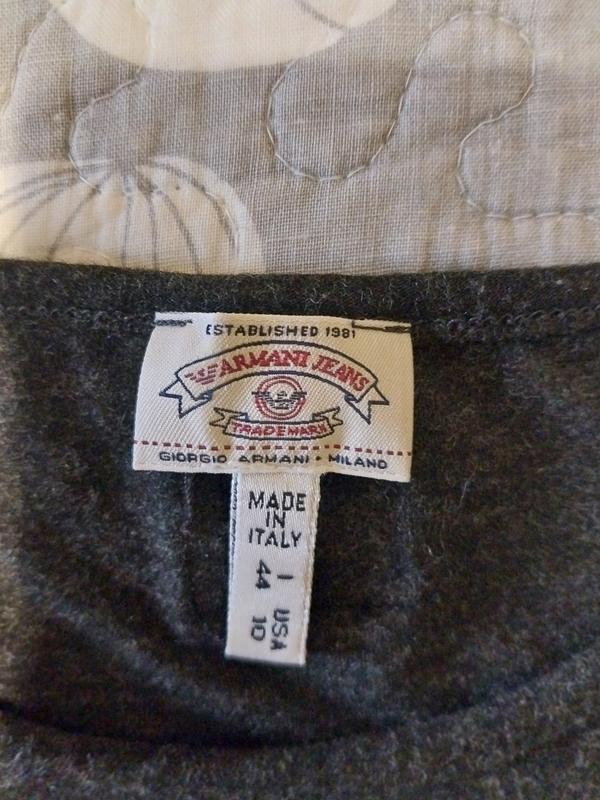 ESTABLISHED 1981
ARMANI JEANS
TRADEMARK
GIORGIO ARMANI • MILANO
MADE
IN
ITALY
I USA
44 10